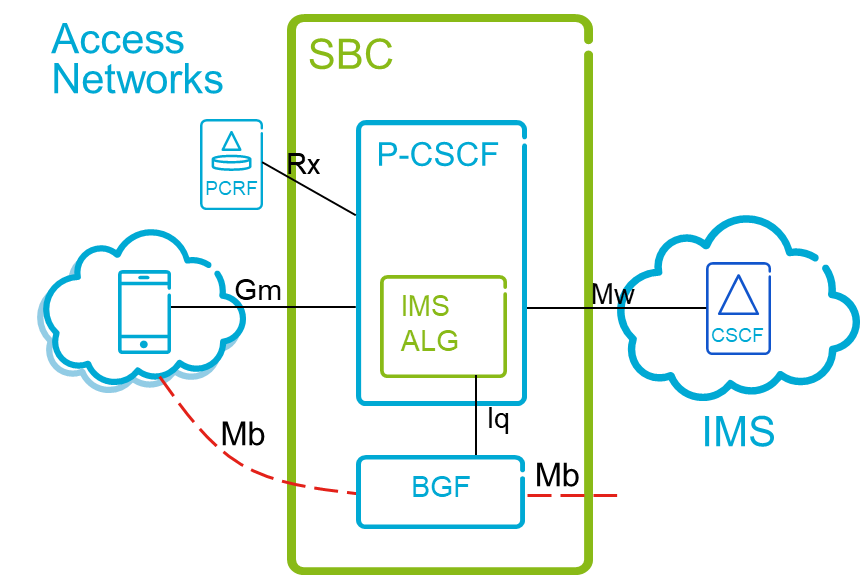 Access
Networks
SBC
P-CSCF
Rx
PCRF
Gm
IMS
ALG
Mw
CSCF
IMS
Iq
Mb
BGF
Mb